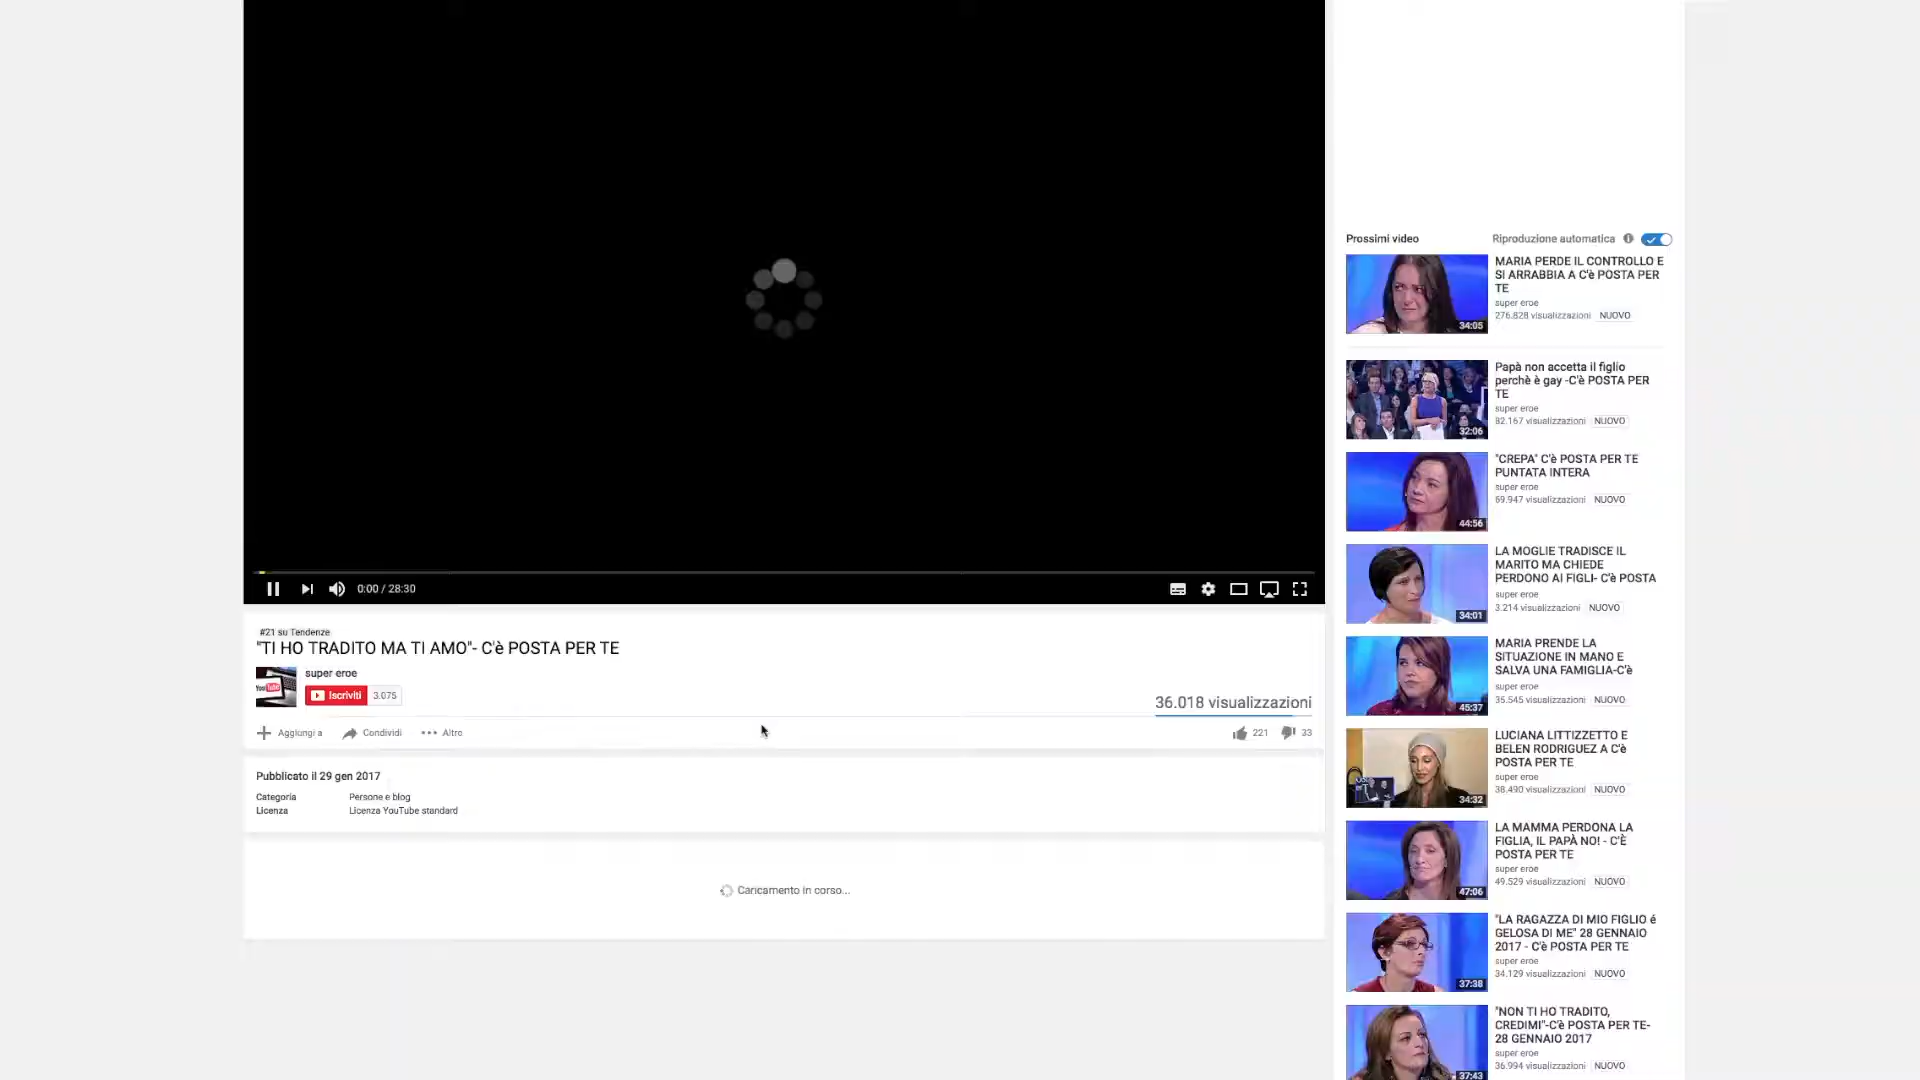 0:00 / 28:30
#21 su Tendenze
"TI HO TRADITO MA TI AMO"- C'è POSTA PER TE
super eroe
Iscriviti 3.075
36.018 visualizzazioni
Aggiungi a Condividi Altro
221 33
Pubblicato il 29 gen 2017
Categoria Persone e blog
Licenza Licenza YouTube standard
Caricamento in corso...
Prossimi video Riproduzione automatica
MARIA PERDE IL CONTROLLO E
SI ARRABBIA A C'è POSTA PER
TE
super eroe
276.828 visualizzazioni NUOVO
34:05
Papà non accetta il figlio
perchè è gay -C'è POSTA PER
TE
super eroe
82.167 visualizzazioni NUOVO
32:06
"CREPA" C'è POSTA PER TE
PUNTATA INTERA
super eroe
69.947 visualizzazioni NUOVO
44:56
LA MOGLIE TRADISCE IL
MARITO MA CHIEDE
PERDONO AI FIGLI- C'è POSTA
super eroe
3.214 visualizzazioni NUOVO
34:01
MARIA PRENDE LA
SITUAZIONE IN MANO E
SALVA UNA FAMIGLIA-C'è
super eroe
35.545 visualizzazioni NUOVO
45:37
LUCIANA LITTIZZETTO E
BELEN RODRIGUEZ A C'è
POSTA PER TE
super eroe
38.490 visualizzazioni NUOVO
34:32
LA MAMMA PERDONA LA
FIGLIA, IL PAPÀ NO! - C'È
POSTA PER TE
super eroe
49.529 visualizzazioni NUOVO
47:06
"LA RAGAZZA DI MIO FIGLIO é
GELOSA DI ME" 28 GENNAIO
2017 - C'è POSTA PER TE
super eroe
34.129 visualizzazioni NUOVO
37:38
"NON TI HO TRADITO,
CREDIMI"-C'è POSTA PER TE-
28 GENNAIO 2017
super eroe
36.994 visualizzazioni NUOVO
37:43